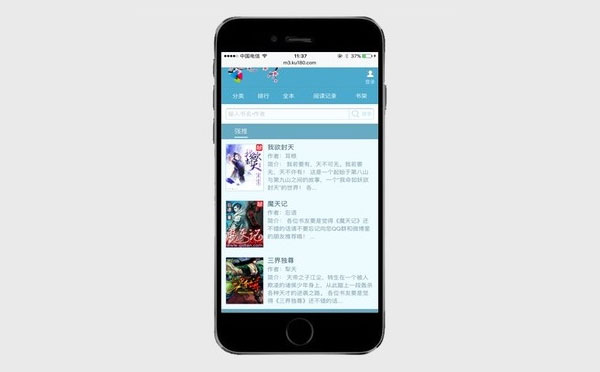 中国电信
11:37
37%
m3.ku180.com
登录
分类 排行 全本 阅读记录 书架
输入书名•作者
强推
我欲封天
作者：耳根
简介： 我若要有，天不可无。我若要
无，天不许有！ 这是一个起始于第八山
与第九山之间的故事，一个“我命如妖欲
封天”的世界！ 各...
魔天记
作者：忘语
简介： 各位书友要是觉得《魔天记》还
不错的话请不要忘记向您QQ群和微博里
的朋友推荐哦！ ...
三界独尊
作者：犁天
简介： 天帝之子江尘，转生在一个被人
欺凌的诸侯少年身上，从此踏上一段轰杀
各种天才的逆袭之路。 各位书友要是觉
得《三界独尊》还不错的话...